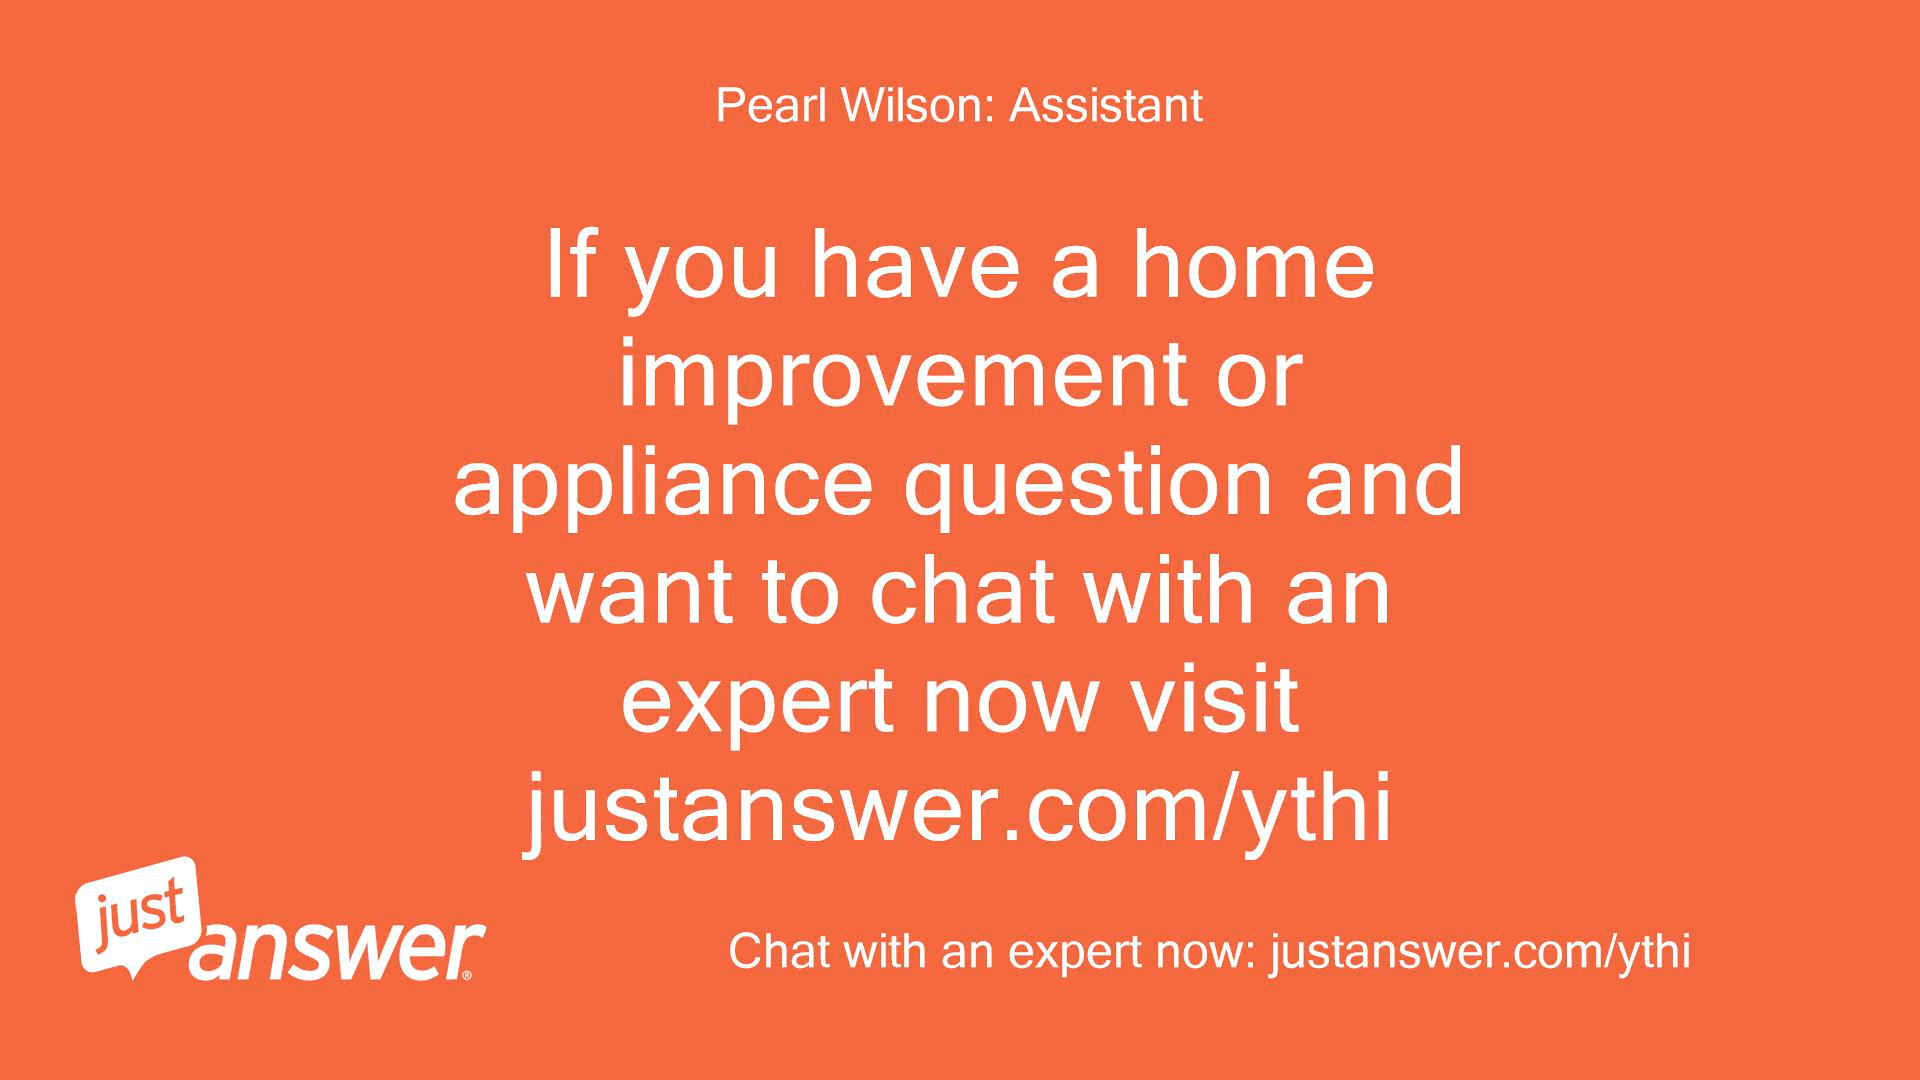 Pearl Wilson: Assistant
If you have a home
improvement or
appliance question and
want to chat with an
expert now visit
justanswer.com/ythi
just
answer®
Chat with an expert now: justanswer.com/ythi